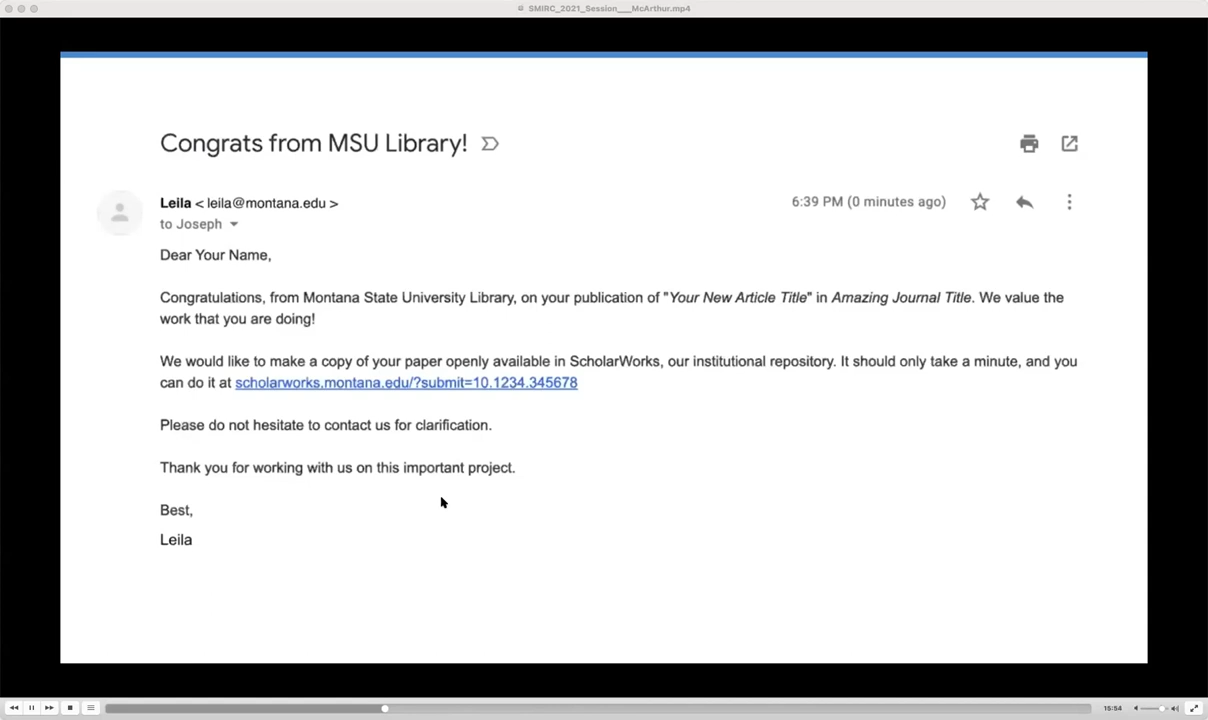 SMIRC_2021_Session___McArthur.mp4
Congrats from MSU Library!
Leila < leila@montana.edu >
6:39 PM (0 minutes ago)
to Joseph
Dear Your Name,
Congratulations, from Montana State University Library, on your publication of "Your New Article Title" in Amazing Journal Title. We value the
work that you are doing!
We would like to make a copy of your paper openly available in ScholarWorks, our institutional repository. It should only take a minute, and you
can do it at scholarworks.montana.edu/?submit=10.1234.345678
Please do not hesitate to contact us for clarification.
Thank you for working with us on this important project.
Best,
Leila
15:54